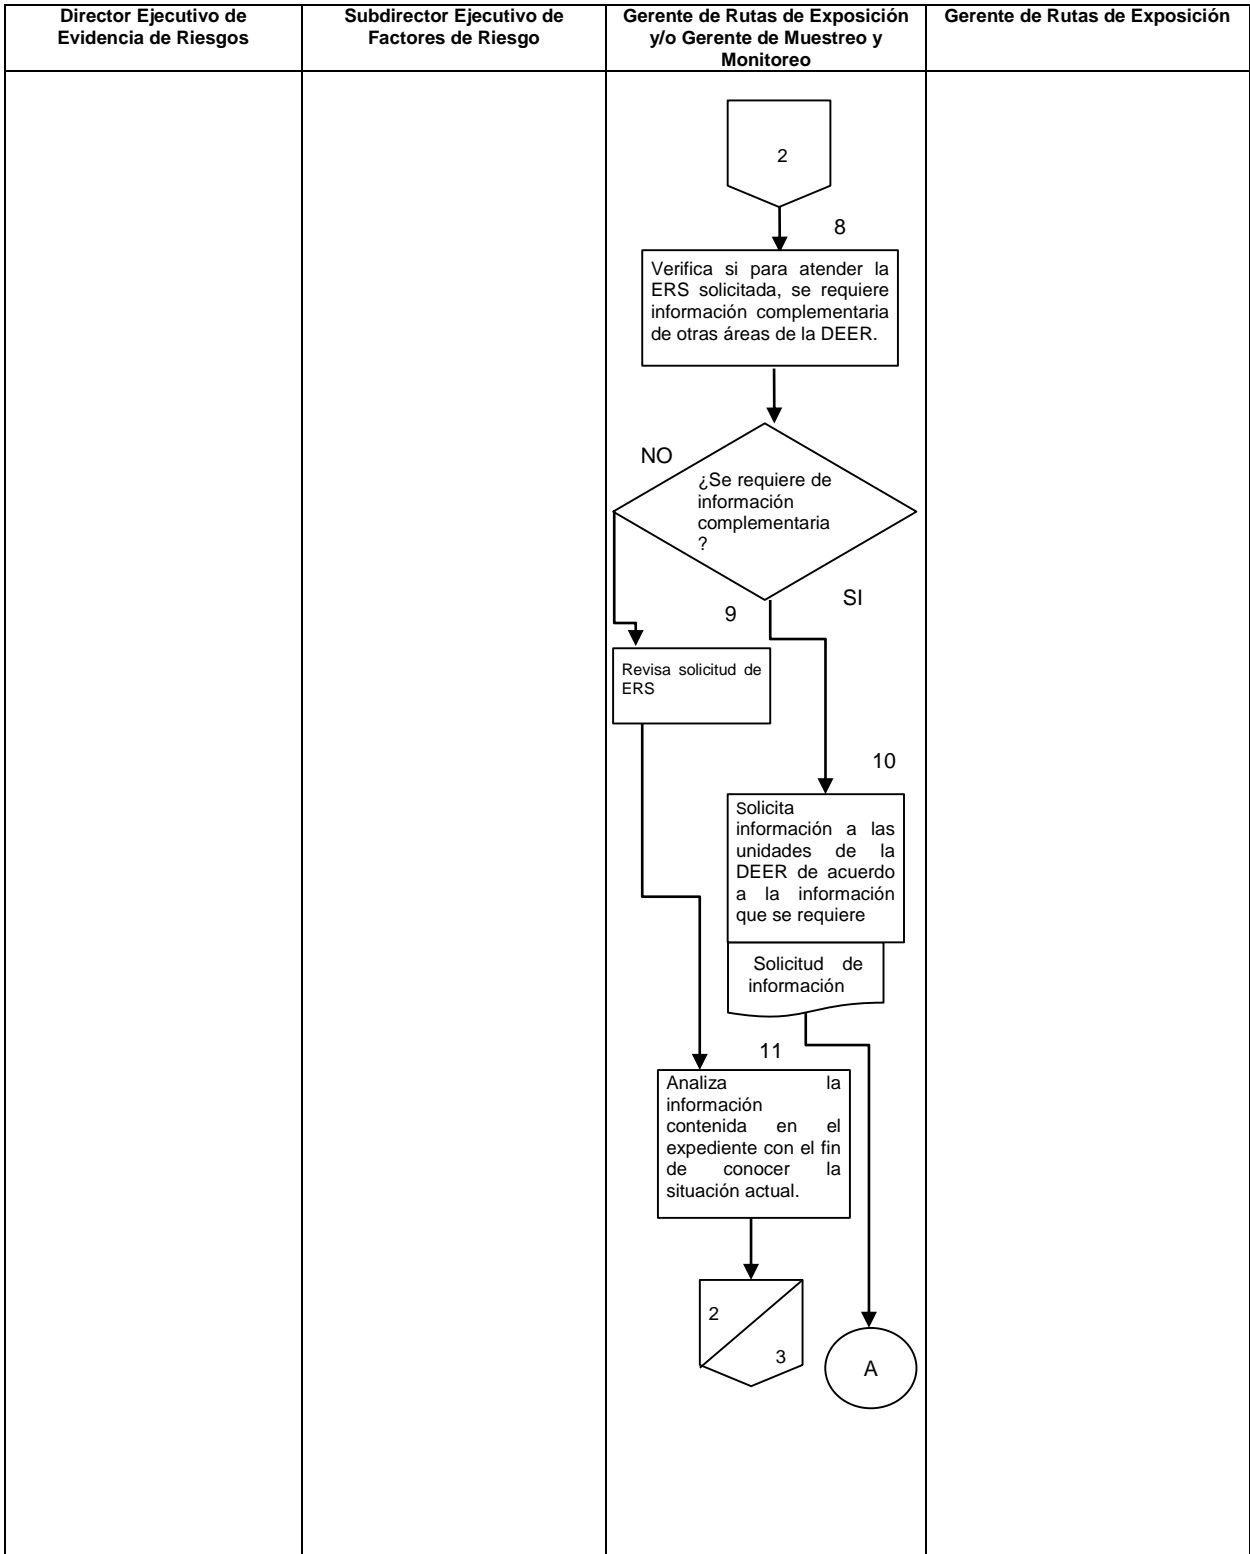 Director Ejecutivo de
Evidencia de Riesgos
Subdirector Ejecutivo de
Factores de Riesgo
Gerente de Rutas de Exposición
y/o Gerente de Muestreo y
Monitoreo
Gerente de Rutas de Exposición
2
8
Verifica si para atender la
ERS solicitada, se requiere
información complementaria
de otras áreas de la DEER.
NO
¿Se requiere de
información
complementaria
?
SI
9
Revisa solicitud de
ERS
10
Solicita
información a las
unidades de la
DEER de acuerdo
a la información
que se requiere
Solicitud de
información
11
Analiza la
información
contenida en el
expediente con el fin
de conocer la
situación actual.
2
3
A